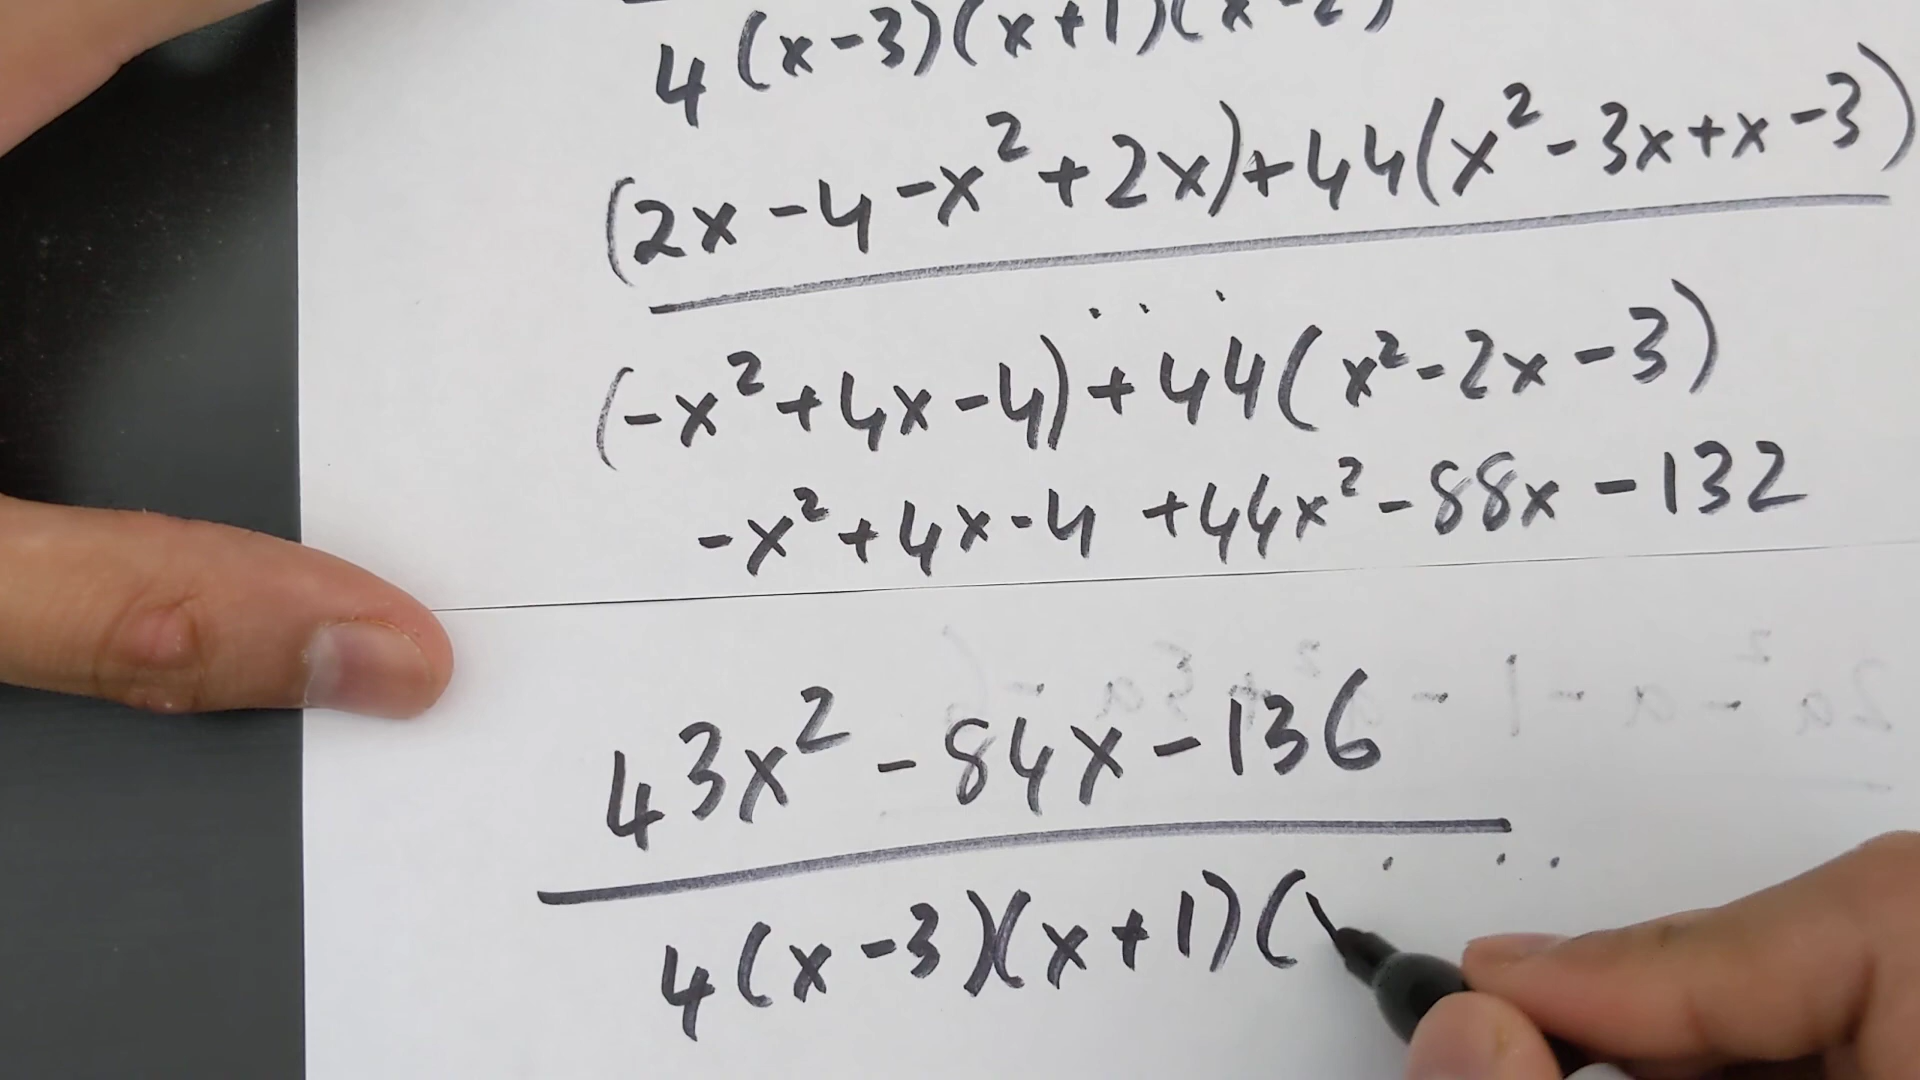 4(x-3)(x+1)(x-2)
(2x-4-x²+2x)+44(x²-3x+x-3)
...
(-x²+4x-4)+44(x²-2x-3)
-x²+4x-4+44x²-88x-132
43x²-84x-136
4(x-3)(x+1)(